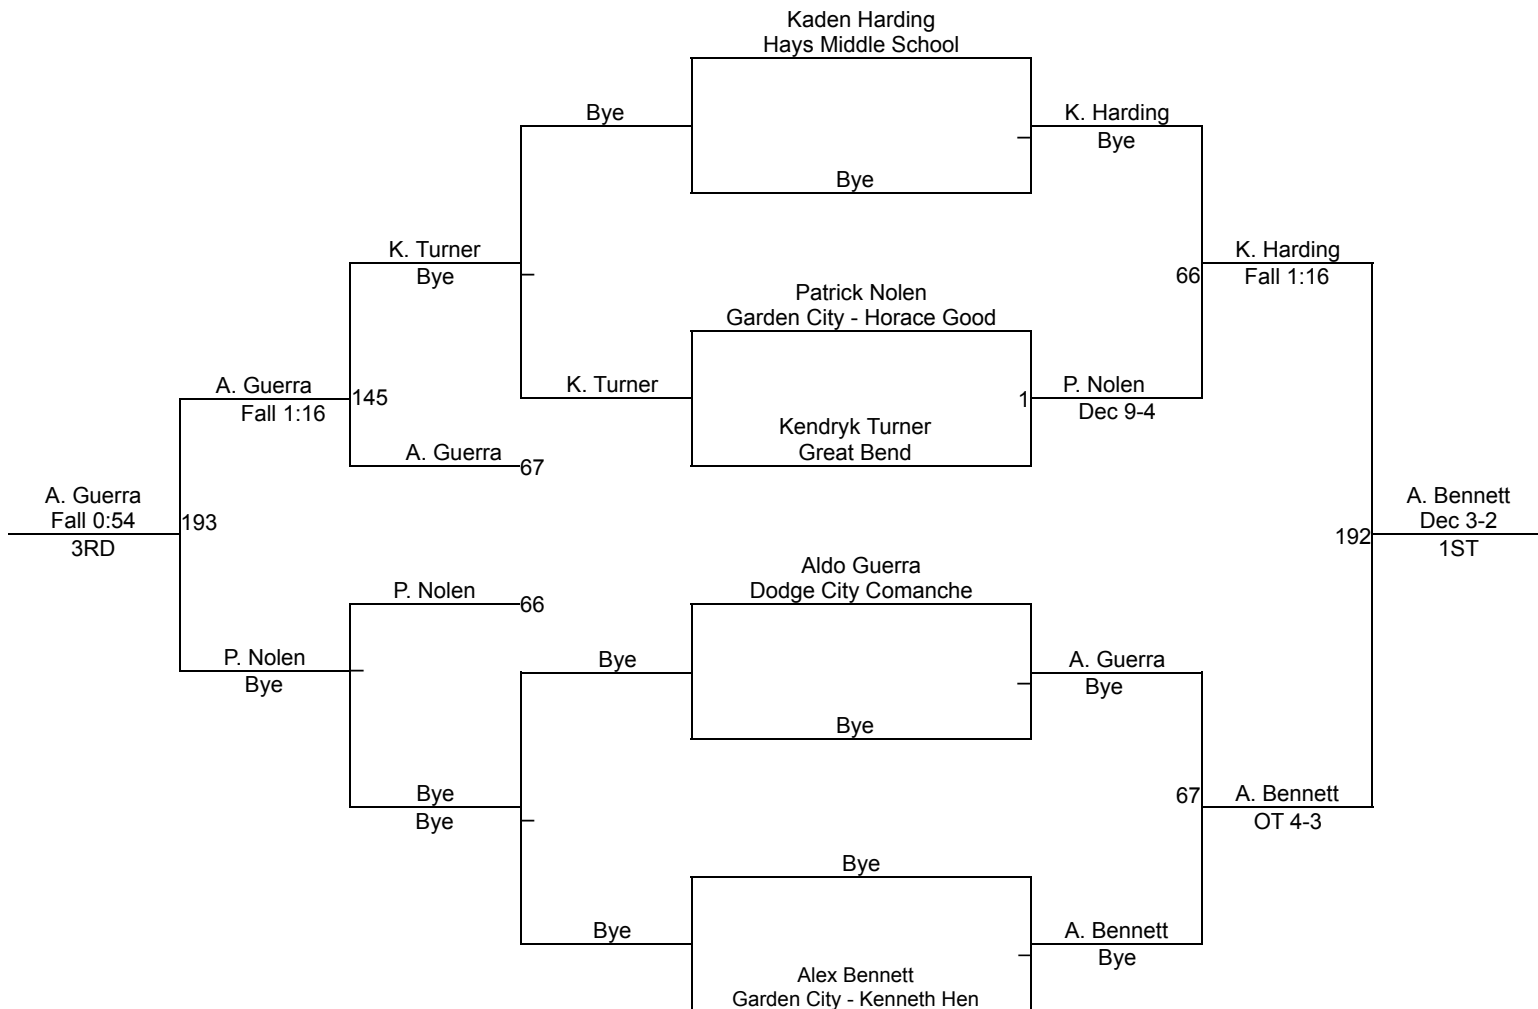 Kaden Harding
Hays Middle School
Bye
K. Harding
Bye
Bye
K. Turner
Bye
K. Harding
Fall 1:16
66
Patrick Nolen
Garden City - Horace Good
A. Guerra
Fall 1:16
145
K. Turner
1
P. Nolen
Dec 9-4
Kendryk Turner
Great Bend
A. Guerra
67
A. Guerra
Fall 0:54
3RD
193
192
A. Bennett
Dec 3-2
1ST
Aldo Guerra
Dodge City Comanche
P. Nolen
66
P. Nolen
Bye
Bye
A. Guerra
Bye
Bye
Bye
Bye
67
A. Bennett
OT 4-3
Bye
Bye
A. Bennett
Bye
Alex Bennett
Garden City - Kenneth Hen